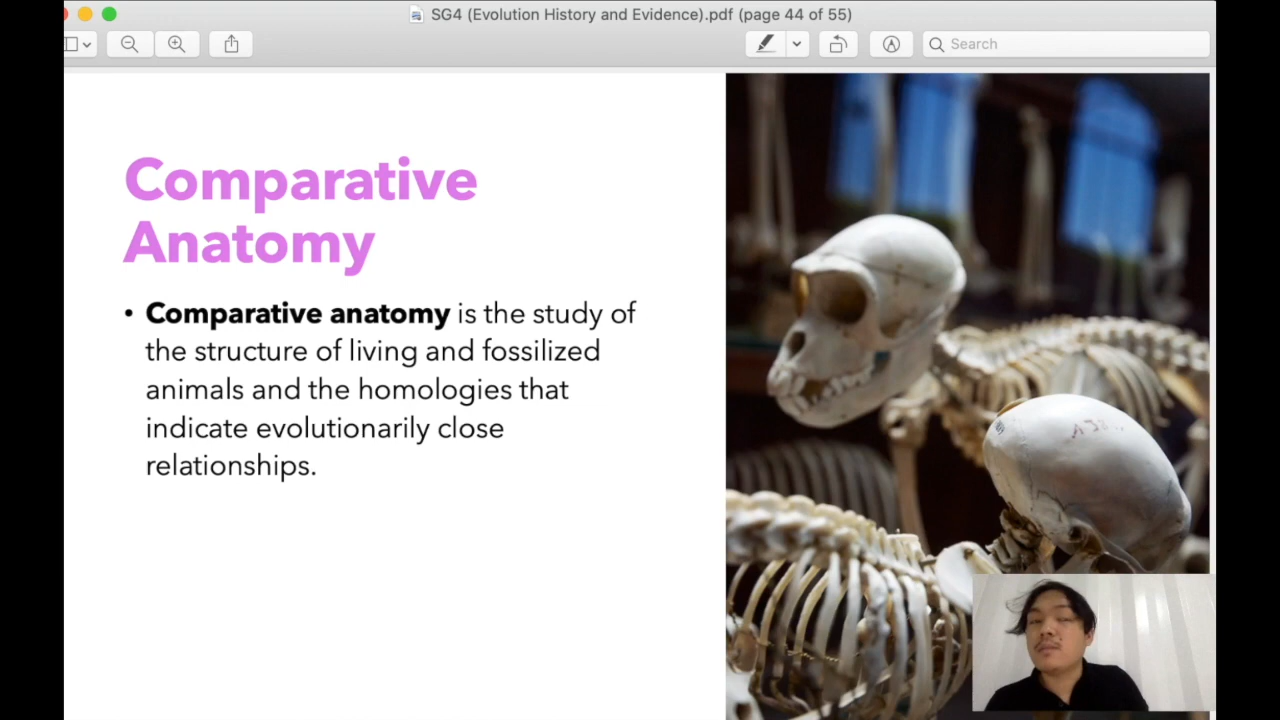 SG4 (Evolution History and Evidence).pdf (page 44 of 55)
Search
Comparative
Anatomy
• Comparative anatomy is the study of
the structure of living and fossilized
animals and the homologies that
indicate evolutionarily close
relationships.